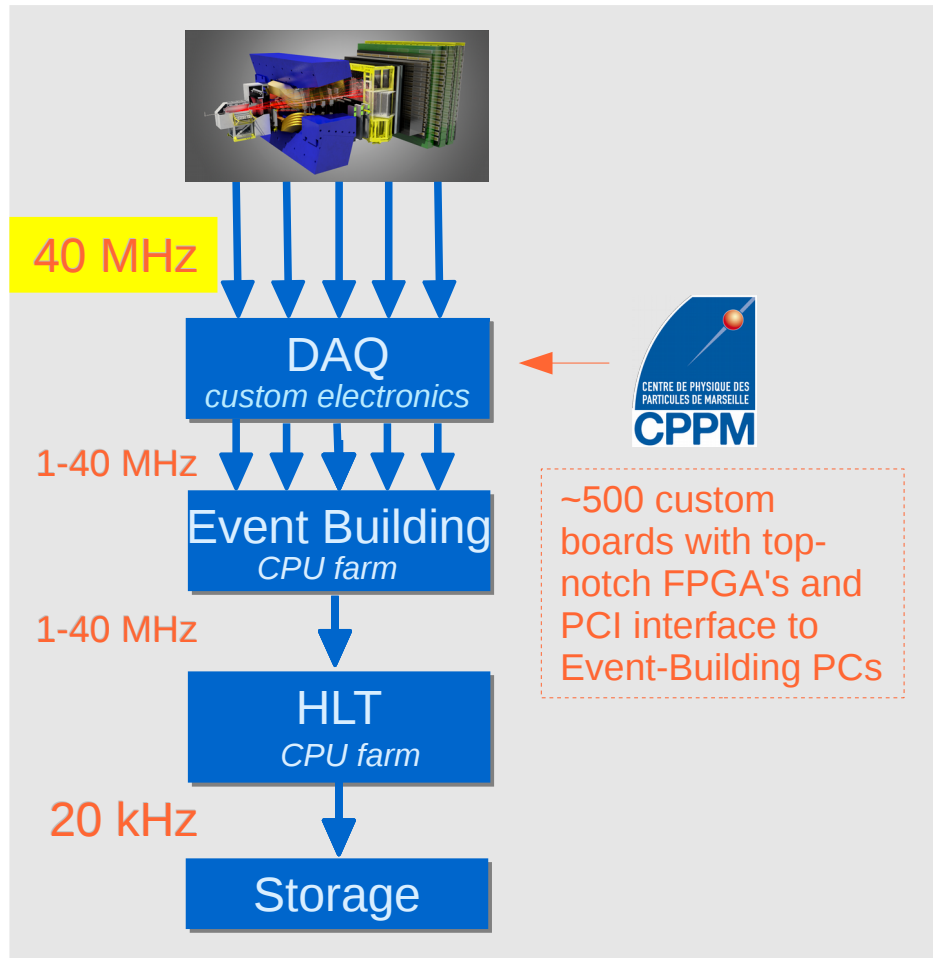 40 MHz
DAQ
custom electronics
CENTRE DE PHYSIQUE DES
PARTICULES DE MARSEILLE
CPPM
1-40 MHz
Event Building
CPU farm
~500 custom
boards with top-
notch FPGA's and
PCI interface to
Event-Building PCs
1-40 MHz
HLT
CPU farm
20 kHz
Storage